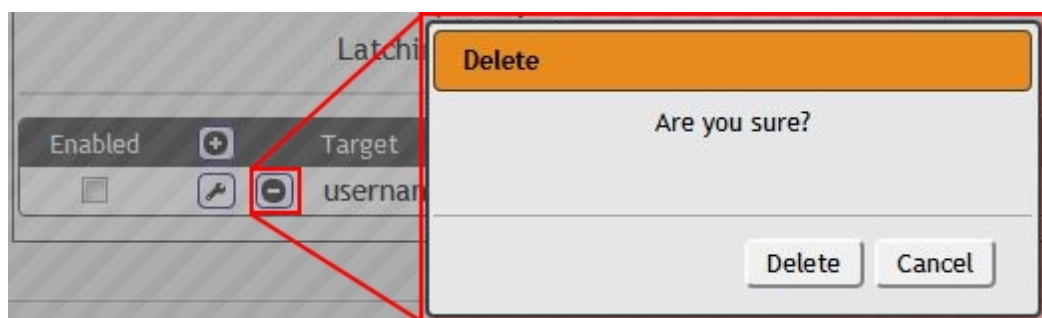 Latchi
Enabled Target
usernar
Delete
Are you sure?
Delete Cancel